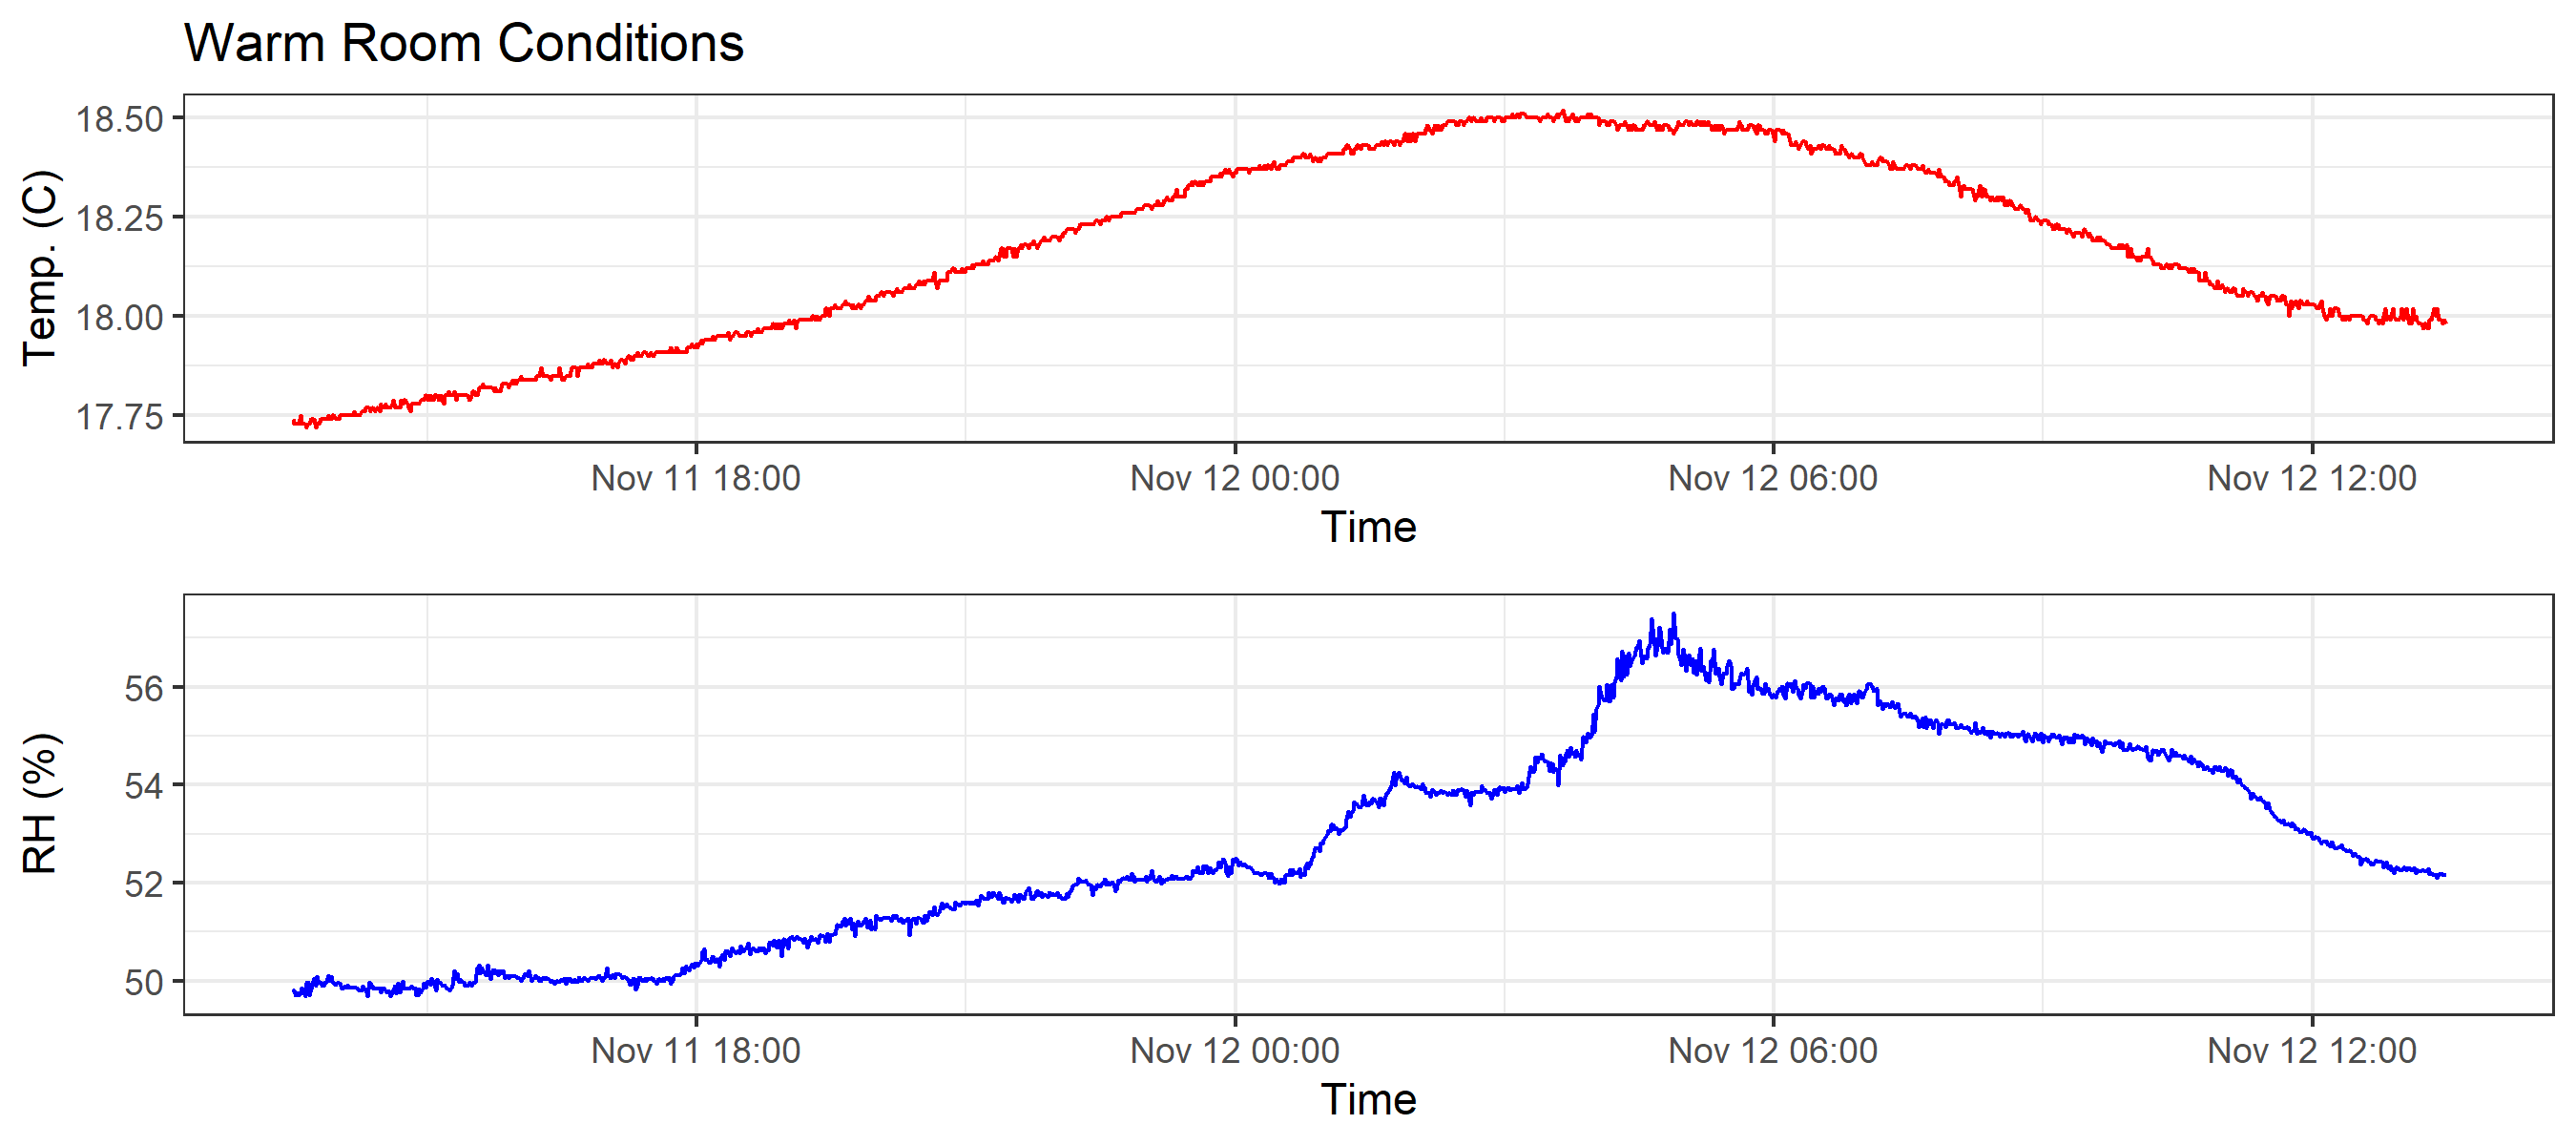 Warm Room Conditions
Temp. (C)
18.50
18.25
18.00
17.75
Nov 11 18:00 Nov 12 00:00 Nov 12 06:00 Nov 12 12:00
Time
RH (%)
56
54
52
50
Nov 11 18:00 Nov 12 00:00 Nov 12 06:00 Nov 12 12:00
Time